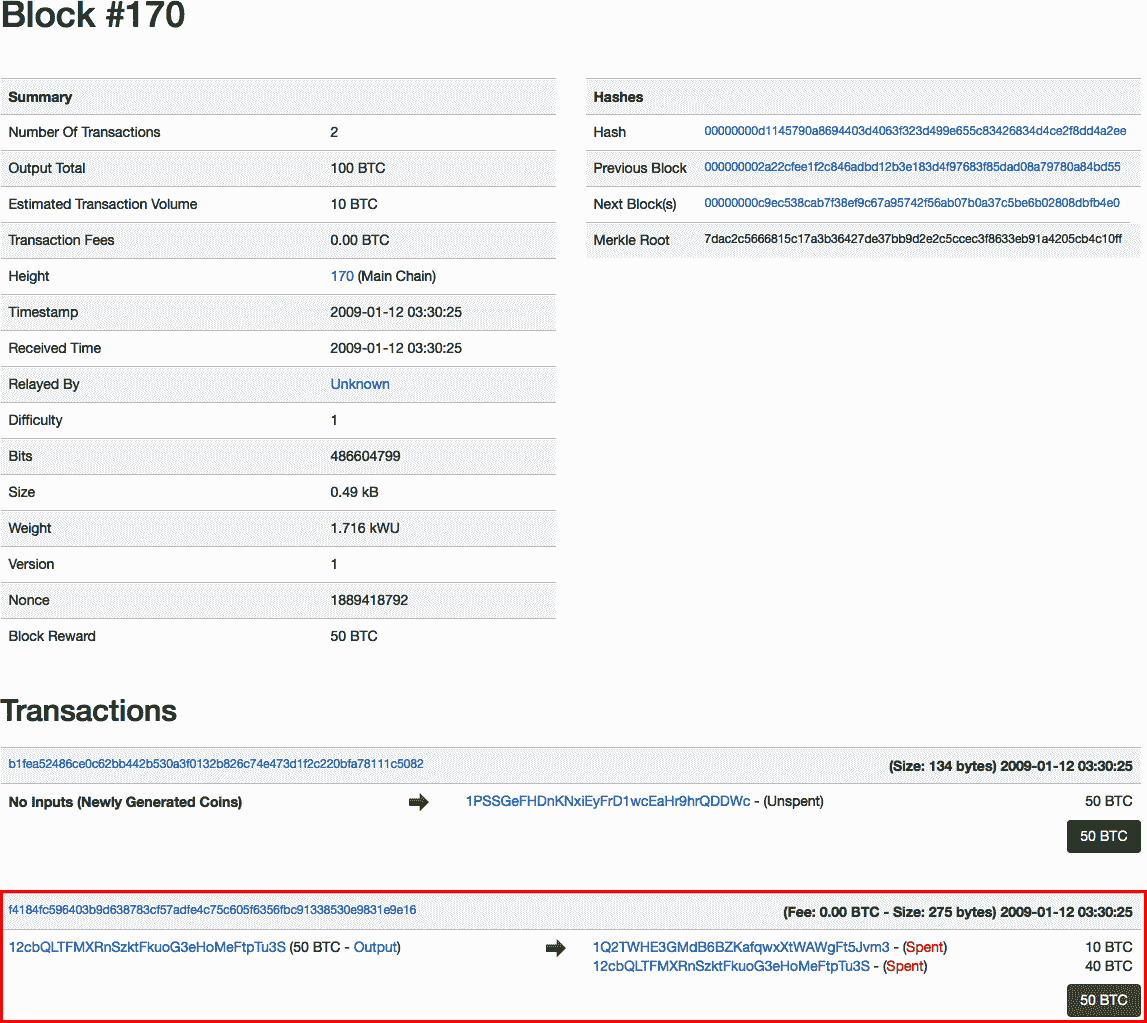 Block #170
Summary
Number Of Transactions 2
Output Total 100 BTC
Estimated Transaction Volume 10 BTC
Transaction Fees 0.00 BTC
Height 170 (Main Chain)
Timestamp 2009-01-12 03:30:25
Received Time 2009-01-12 03:30:25
Relayed By Unknown
Difficulty 1
Bits 486604799
Size 0.49 kB
Weight 1.716 kWU
Version 1
Nonce 1889418792
Block Reward 50 BTC
Hashes
Hash 00000000d1145790a8694403d4063f323d499e655c83426834d4ce2f8dd4a2ee
Previous Block 000000002a22cfee1f2c846adbd12b3e183d4f97683f85dad08a79780a84bd55
Next Block(s) 00000000c9ec538cab7f38ef9c67a95742f56ab07b0a37c5be6b02808dbfb4e0
Merkle Root 7dac2c5666815c17a3b36427de37bb9d2e2c5ccec3f8633eb91a4205cb4c10ff
Transactions
b1fea52486ce0c62bb442b530a3f0132b826c74e473d1f2c220bfa78111c5082 (Size: 134 bytes) 2009-01-12 03:30:25
No Inputs (Newly Generated Coins) 1PSSGeFHDnKNxiEyFrD1wcEaHr9hrQDDWc - (Unspent) 50 BTC
50 BTC
f4184fc596403b9d638783cf57adfe4c75c605f6356fbc91338530e9831e9e16 (Fee: 0.00 BTC - Size: 275 bytes) 2009-01-12 03:30:25
12cbQLTFMXRnSzktFkuoG3eHoMeFtpTu3S (50 BTC - Output) 1Q2TWHE3GMdB6BZKafqwxXtWAWgFt5Jvm3 - (Spent) 10 BTC
12cbQLTFMXRnSzktFkuoG3eHoMeFtpTu3S - (Spent) 40 BTC
50 BTC